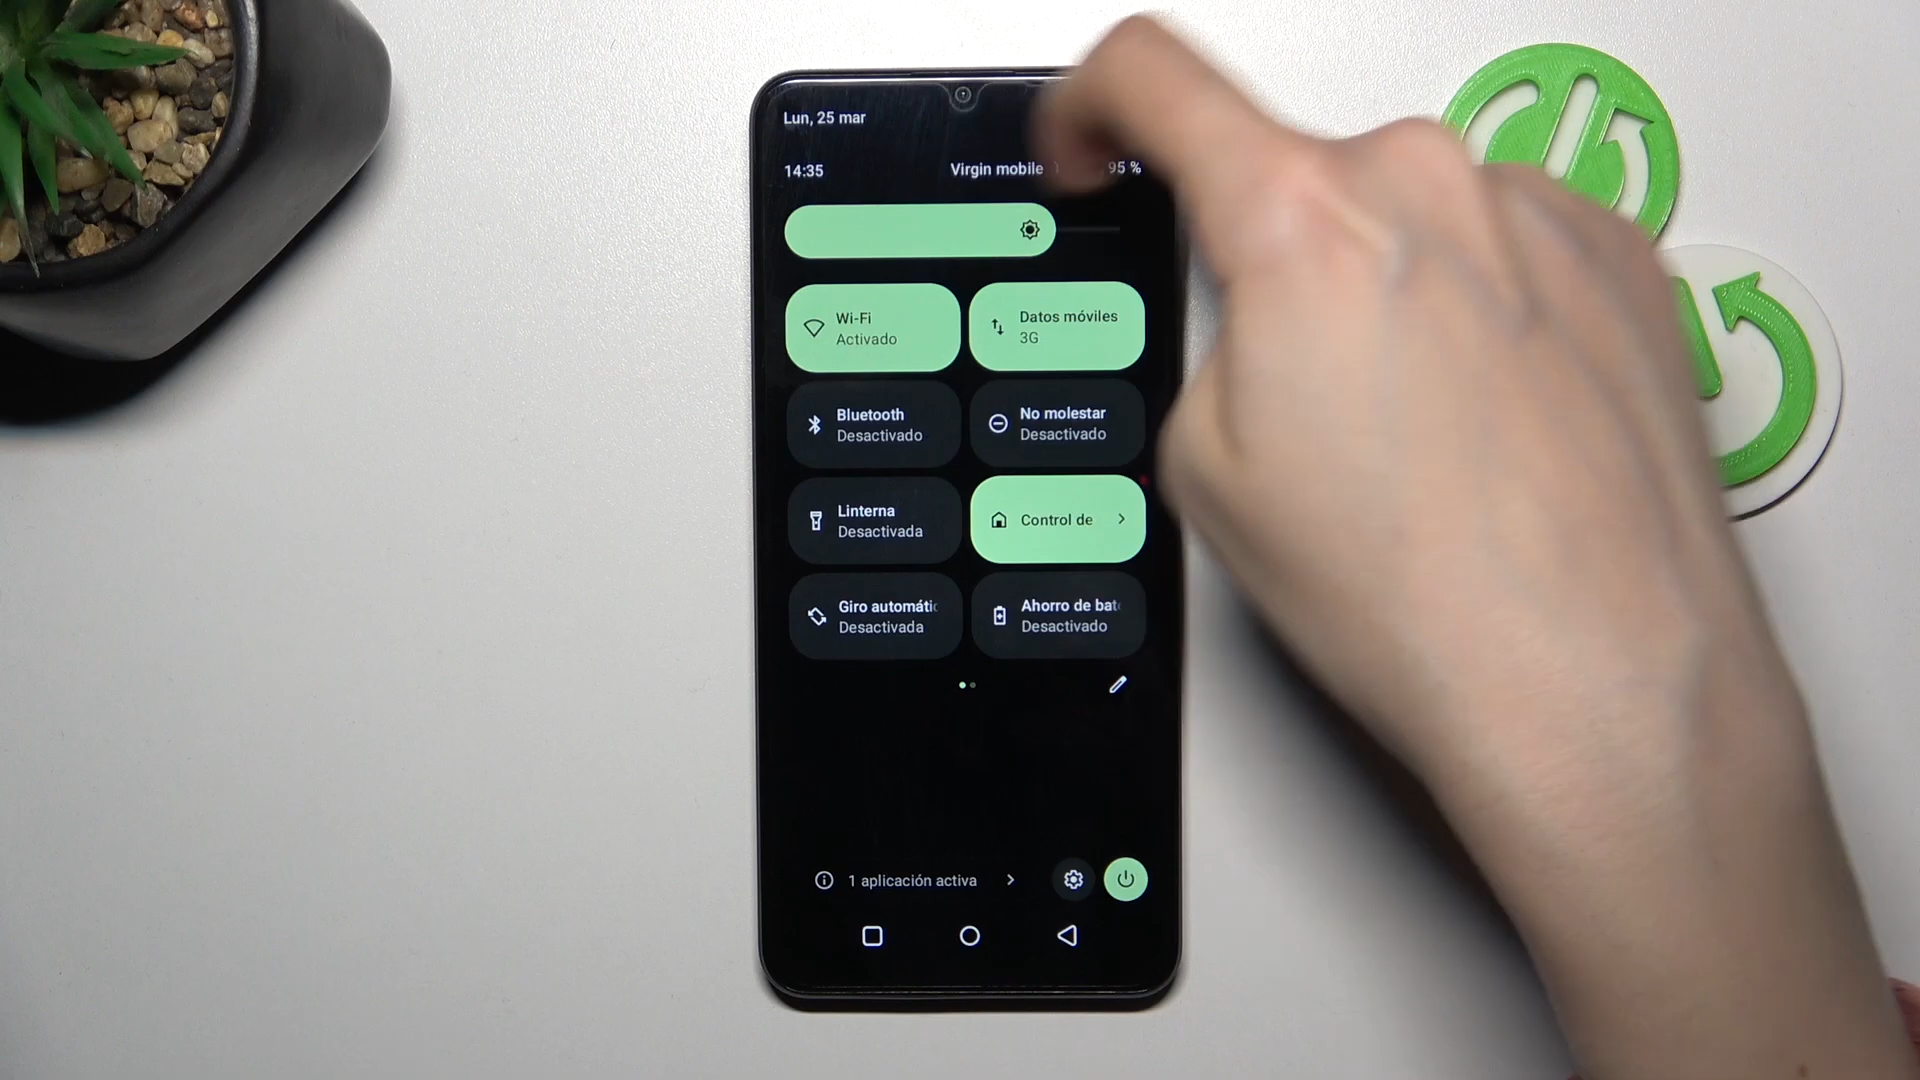 Lun, 25 mar
14:35
Virgin mobile
95 %
Wi-Fi
Activado
Datos móviles
3G
Bluetooth
Desactivado
No molestar
Desactivado
Linterna
Desactivada
Control de
Giro automátic
Desactivada
Ahorro de bat
Desactivado
1 aplicación activa